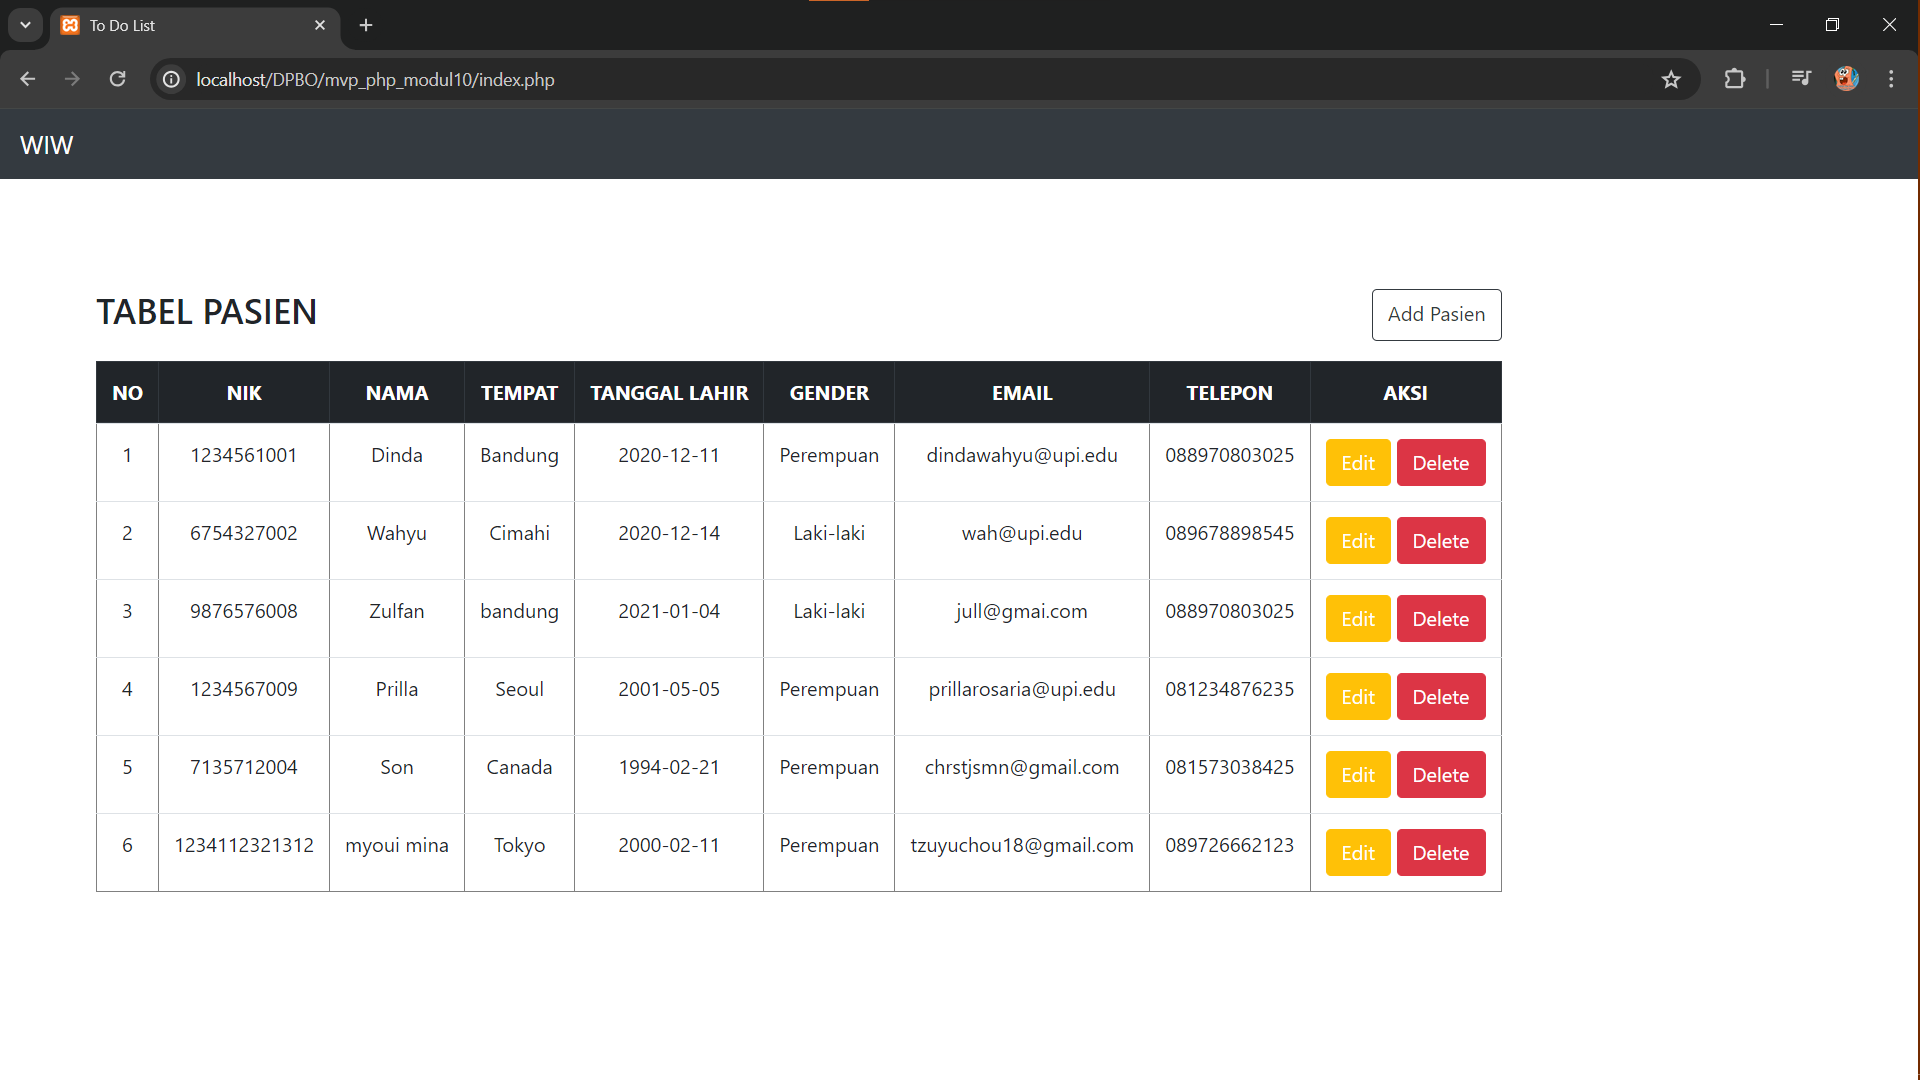 To Do List
localhost/DPBO/mvp_php_modul10/index.php
WIW
TABEL PASIEN
Add Pasien
NO NIK NAMA TEMPAT TANGGAL LAHIR GENDER EMAIL TELEPON AKSI
1 1234561001 Dinda Bandung 2020-12-11 Perempuan dindawahyu@upi.edu 088970803025 Edit Delete
2 6754327002 Wahyu Cimahi 2020-12-14 Laki-laki wah@upi.edu 089678898545 Edit Delete
3 9876576008 Zulfan bandung 2021-01-04 Laki-laki jull@gmai.com 088970803025 Edit Delete
4 1234567009 Prilla Seoul 2001-05-05 Perempuan prillarosaria@upi.edu 081234876235 Edit Delete
5 7135712004 Son Canada 1994-02-21 Perempuan chrstjsmn@gmail.com 081573038425 Edit Delete
6 1234112321312 myoui mina Tokyo 2000-02-11 Perempuan tzuyuchou18@gmail.com 089726662123 Edit Delete